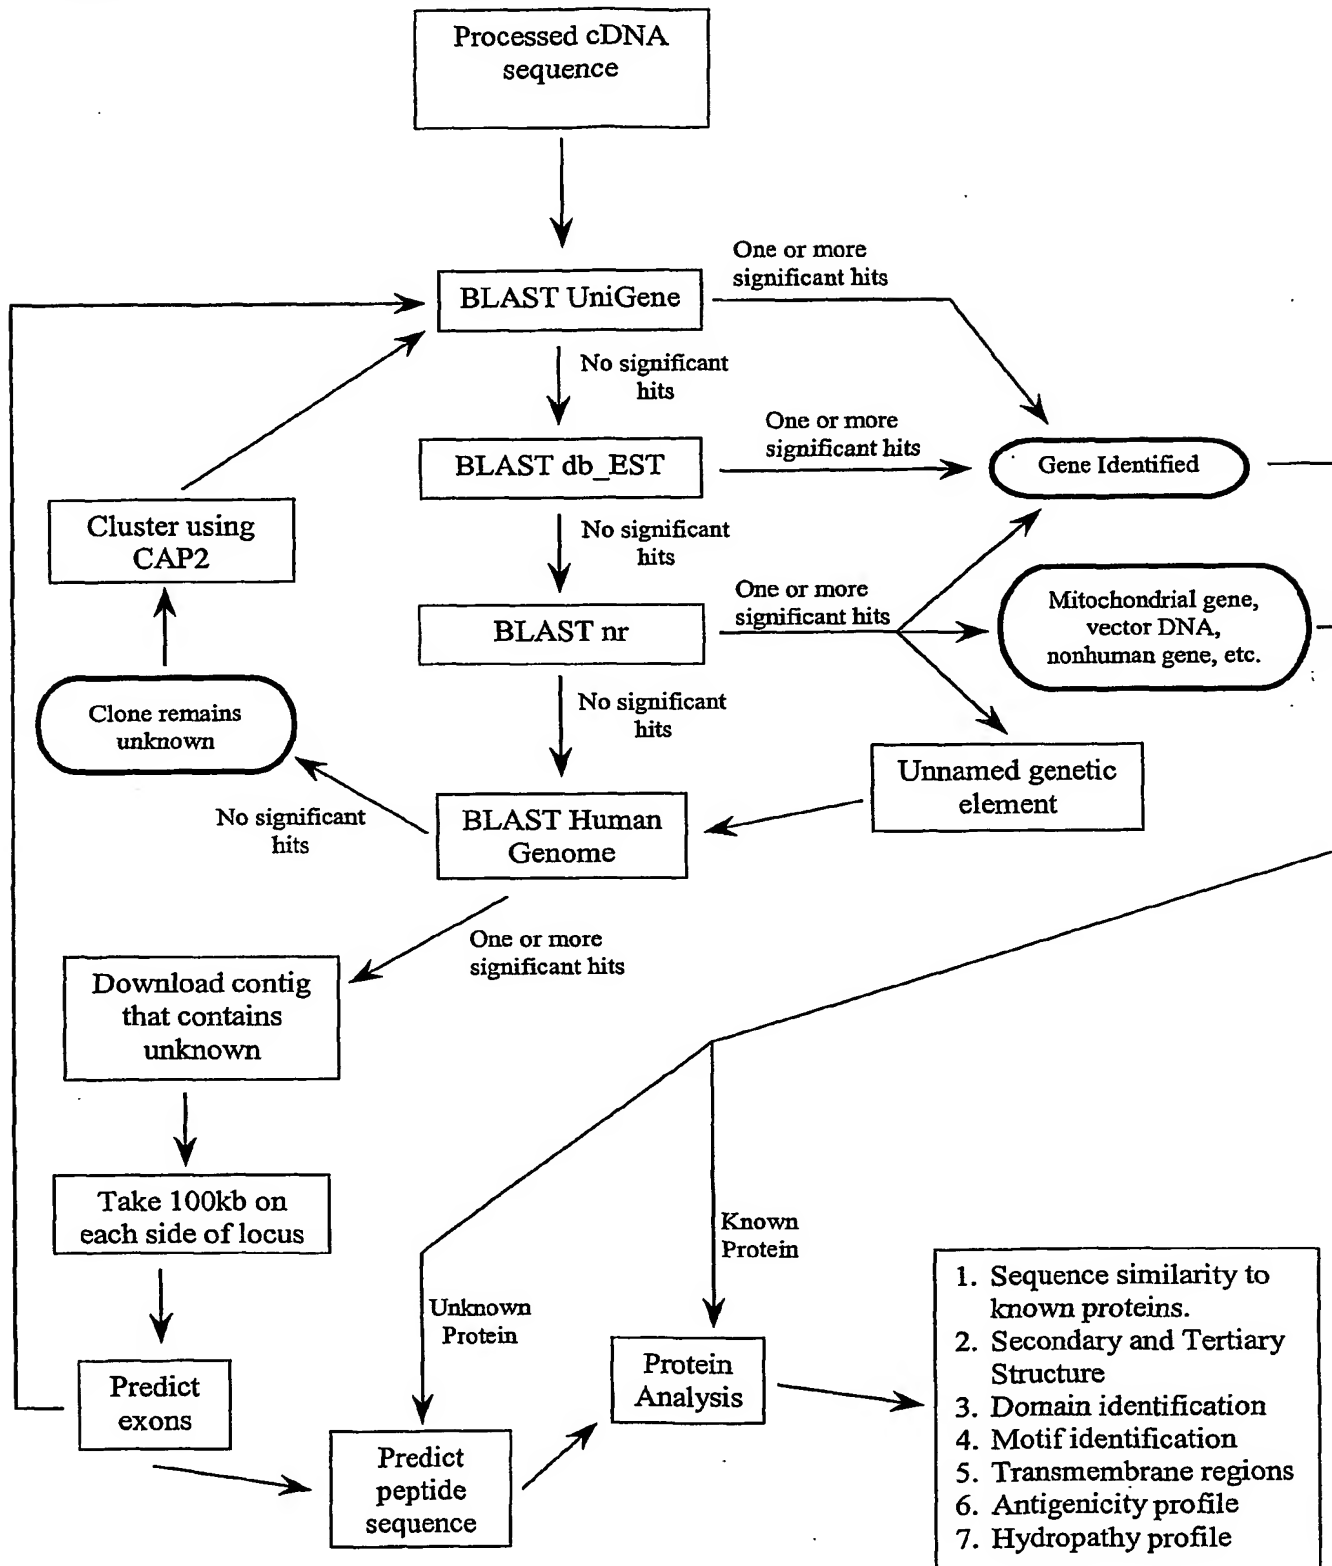 Processed cDNA
sequence
One or more
significant hits
BLAST UniGene
No significant
hits
One or more
significant hits
BLAST db_EST
Gene Identified
Cluster using
CAP2
No significant
hits
One or more
significant hits
Mitochondrial gene,
vector DNA,
nonhuman gene, etc.
BLAST nr
Clone remains
unknown
No significant
hits
Unnamed genetic
element
No significant
hits
BLAST Human
Genome
One or more
significant hits
Download contig
that contains
unknown
Take 100kb on
each side of locus
Known
Protein
Unknown
Protein
Predict
exons
Protein
Analysis
Predict
peptide
sequence
1. Sequence similarity to
known proteins.
2. Secondary and Tertiary
Structure
3. Domain identification
4. Motif identification
5. Transmembrane regions
6. Antigenicity profile
7. Hydropathy profile